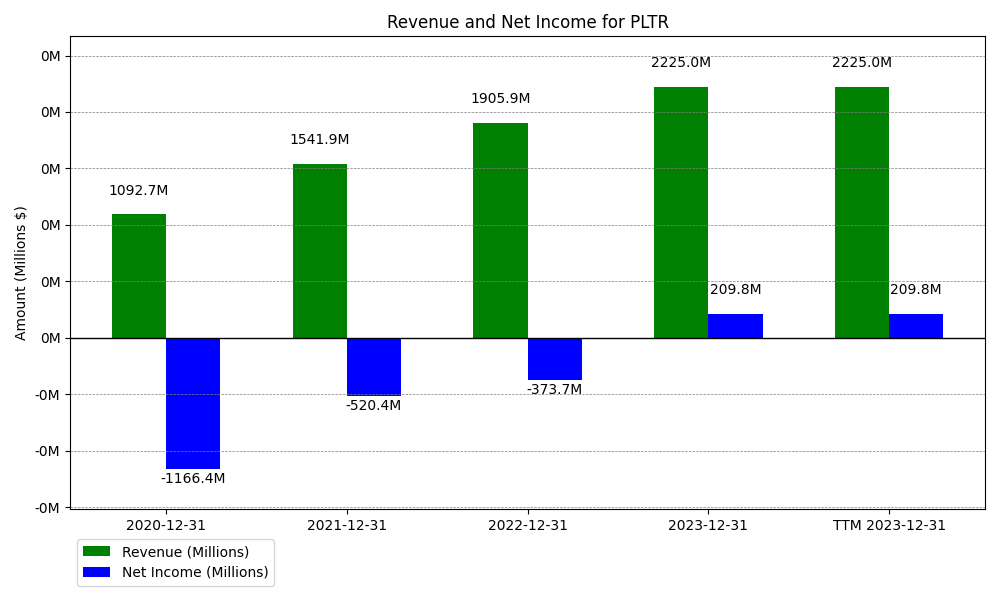 Revenue and Net Income for PLTR
Amount (Millions $)
0M
0M
0M
0M
0M
0M
-0M
-0M
-0M
1092.7M
1541.9M
1905.9M
2225.0M
2225.0M
-1166.4M
-520.4M
-373.7M
209.8M
209.8M
2020-12-31
2021-12-31
2022-12-31
2023-12-31
TTM 2023-12-31
Revenue (Millions)
Net Income (Millions)